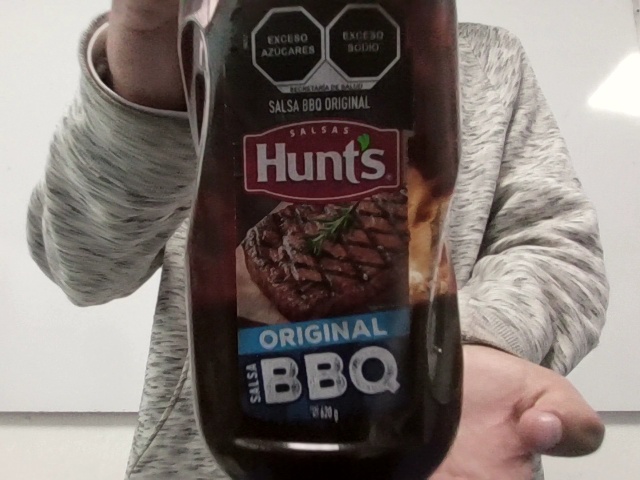 EXCESO
AZÚCARES
EXCESO
SODIO
SECRETARÍA DE SALUD
SALSA BBQ ORIGINAL
SALSAS
Hunt's
ORIGINAL
SALSA
BBQ
620 g